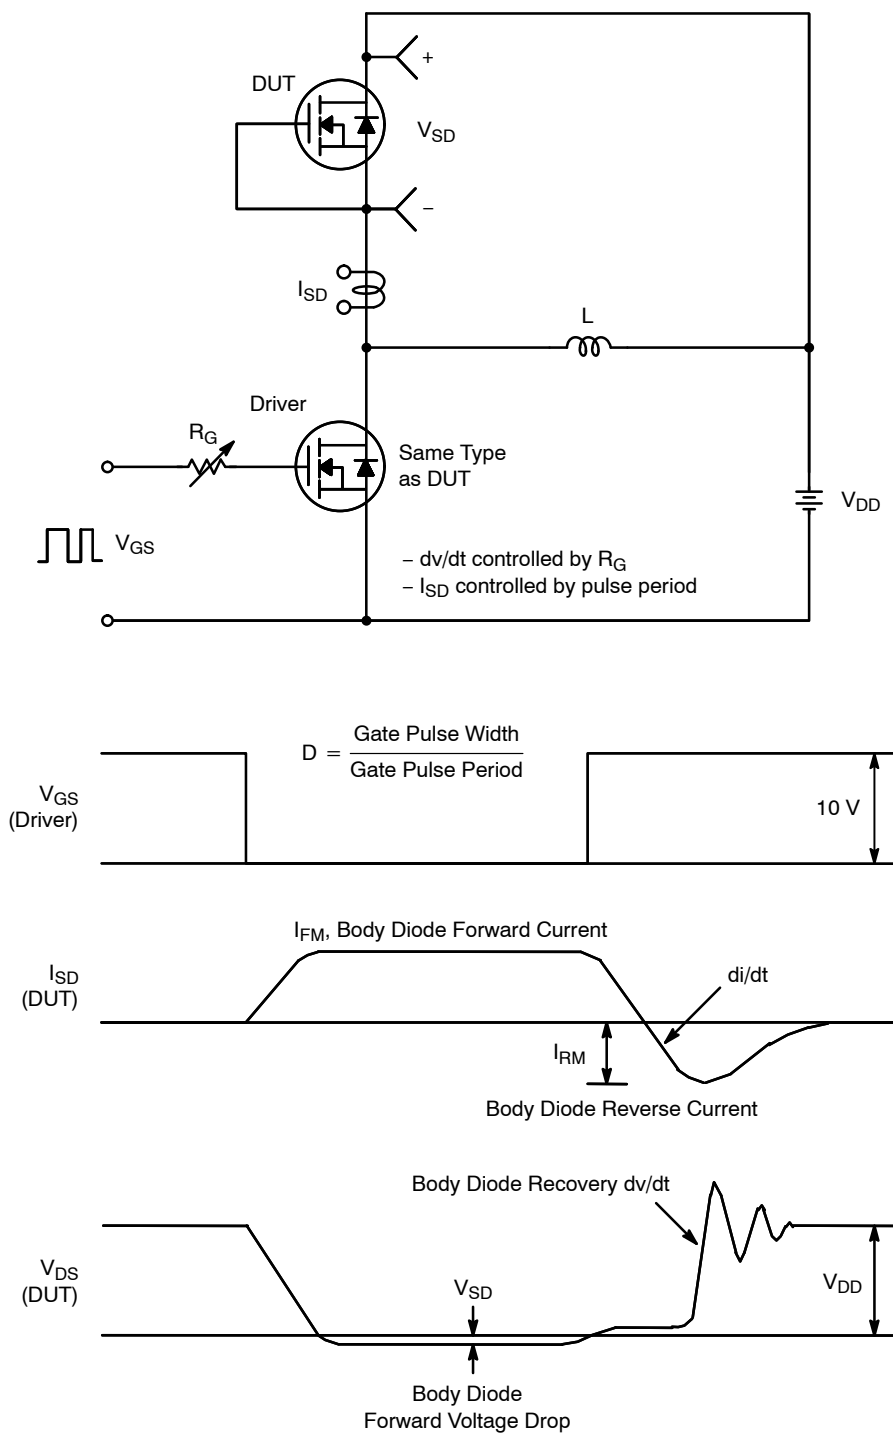 DUT
+
V_SD
−
I_SD
L
Driver
R_G
Same Type
as DUT
V_DD
V_GS
− dv/dt controlled by R_G
− I_SD controlled by pulse period
D = Gate Pulse Width
Gate Pulse Period
V_GS
(Driver)
10 V
I_FM, Body Diode Forward Current
I_SD
(DUT)
di/dt
I_RM
Body Diode Reverse Current
Body Diode Recovery dv/dt
V_DS
(DUT)
V_SD
V_DD
Body Diode
Forward Voltage Drop